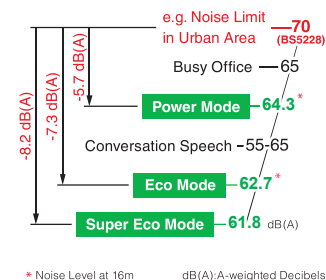 e.g. Noise Limit
in Urban Area
70
(BS5228)
Busy Office
65
Power Mode
64.3*
Conversation Speech
55-65
Eco Mode
62.7*
Super Eco Mode
61.8 dB(A)
-8.2 dB(A)
-7.3 dB(A)
-5.7 dB(A)
* Noise Level at 16m
dB(A):A-weighted Decibels